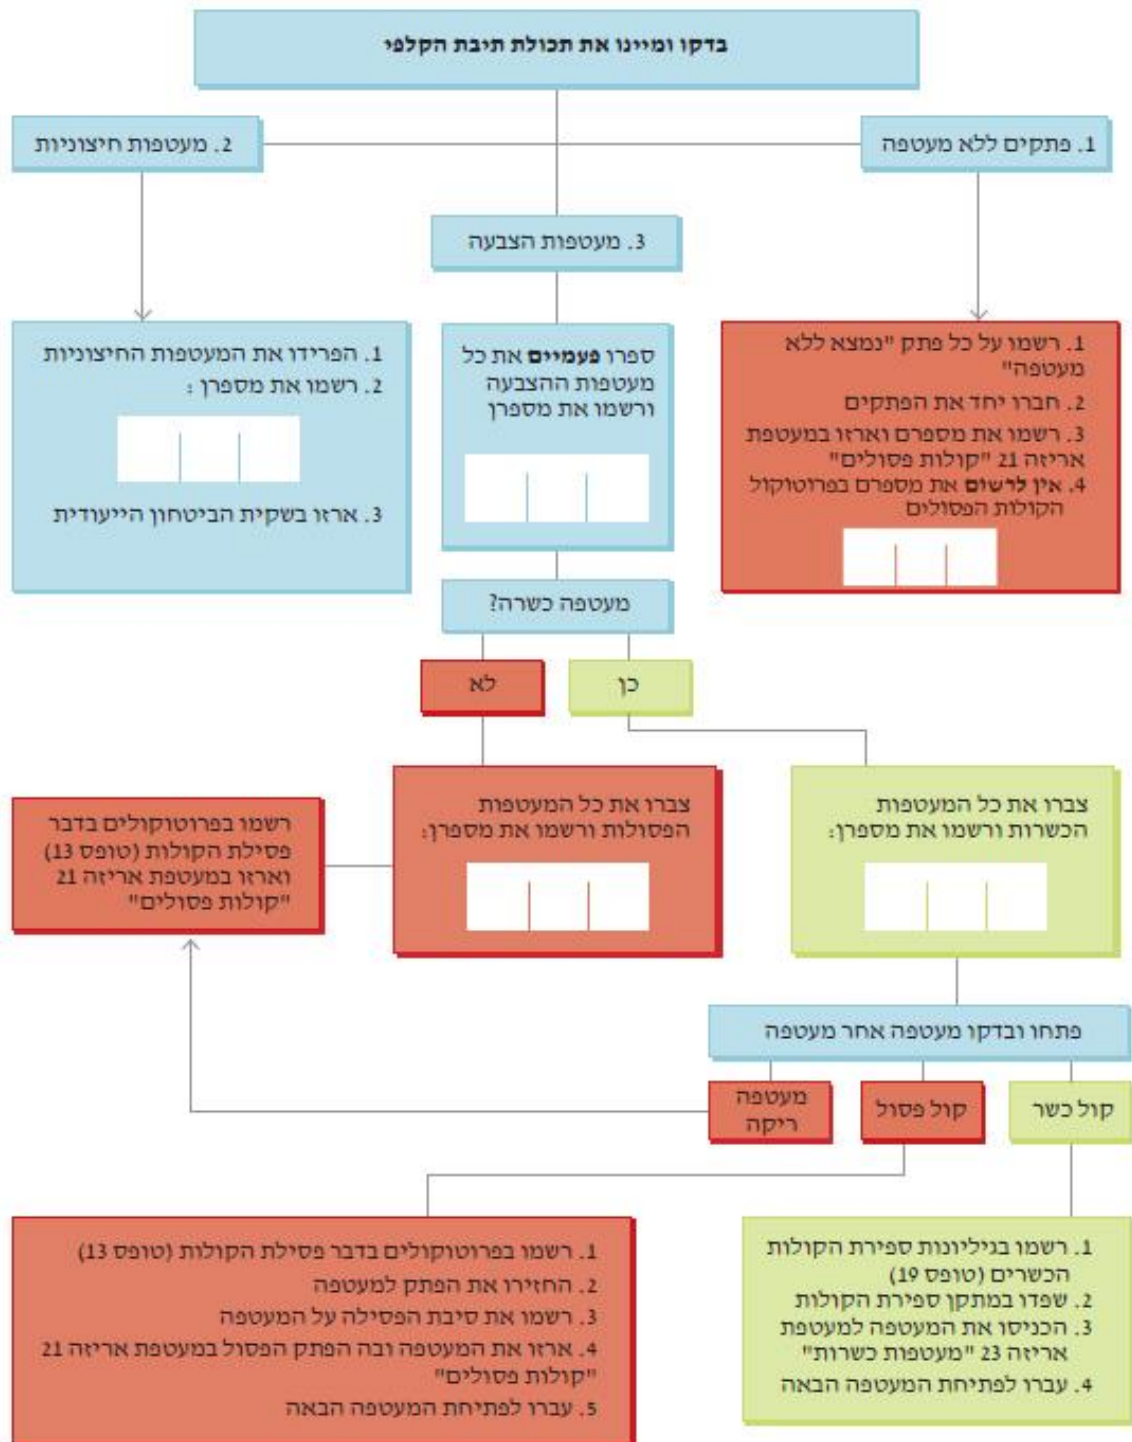 בדקו ומיינו את תכולת תיבת הקלפי
1. פתקים ללא מעטפה
2. מעטפות חיצוניות
3. מעטפות הצבעה
1. רשמו על כל פתק "נמצא ללא
מעטפה"
2. חברו יחד את הפתקים
3. רשמו את מספרם וארזו במעטפת
אריזה 21 "קולות פסולים"
4. אין לרשום את מספרם בפרוטוקול
הקולות הפסולים
ספרו פעמיים את כל
מעטפות ההצבעה
ורשמו את מספרן
1. הפרידו את המעטפות החיצוניות
2. רשמו את מספרן:
3. ארזו בשקית הביטחון הייעודית
מעטפה כשרה?
כן
לא
צברו את כל המעטפות
הכשרות ורשמו את מספרן:
צברו את כל המעטפות
הפסולות ורשמו את מספרן:
רשמו בפרוטוקולים בדבר
פסילת הקולות (טופס 13)
וארזו במעטפת אריזה 21
"קולות פסולים"
פתחו ובדקו מעטפה אחר מעטפה
קול כשר
קול פסול
מעטפה
ריקה
1. רשמו בגיליונות ספירת הקולות
הכשרים (טופס 19)
2. שפדו במתקן ספירת הקולות
3. הכניסו את המעטפה למעטפת
אריזה 23 "מעטפות כשרות"
4. עברו לפתיחת המעטפה הבאה
1. רשמו בפרוטוקולים בדבר פסילת הקולות (טופס 13)
2. החזירו את הפתק למעטפה
3. רשמו את סיבת הפסילה על המעטפה
4. ארזו את המעטפה ובה הפתק הפסול במעטפת אריזה 21
"קולות פסולים"
5. עברו לפתיחת המעטפה הבאה